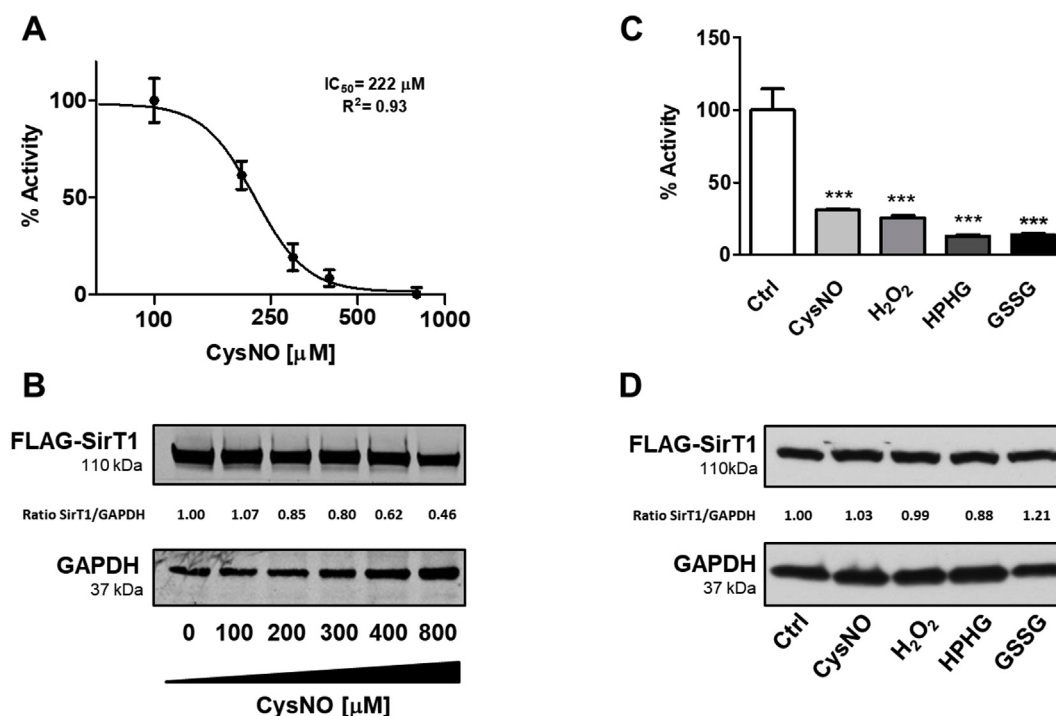 A
IC50= 222 μM
R2= 0.93
% Activity
100
50
0
100 250 500 1000
CysNO [μM]
B
FLAG-SirT1
110 kDa
Ratio SirT1/GAPDH 1.00 1.07 0.85 0.80 0.62 0.46
GAPDH
37 kDa
0 100 200 300 400 800
CysNO [μM]
C
% Activity
150
100
50
0
*** *** *** ***
Ctrl CysNO H2O2 HPHG GSSG
D
FLAG-SirT1
110kDa
Ratio SirT1/GAPDH 1.00 1.03 0.99 0.88 1.21
GAPDH
37 kDa
Ctrl CysNO H2O2 HPHG GSSG